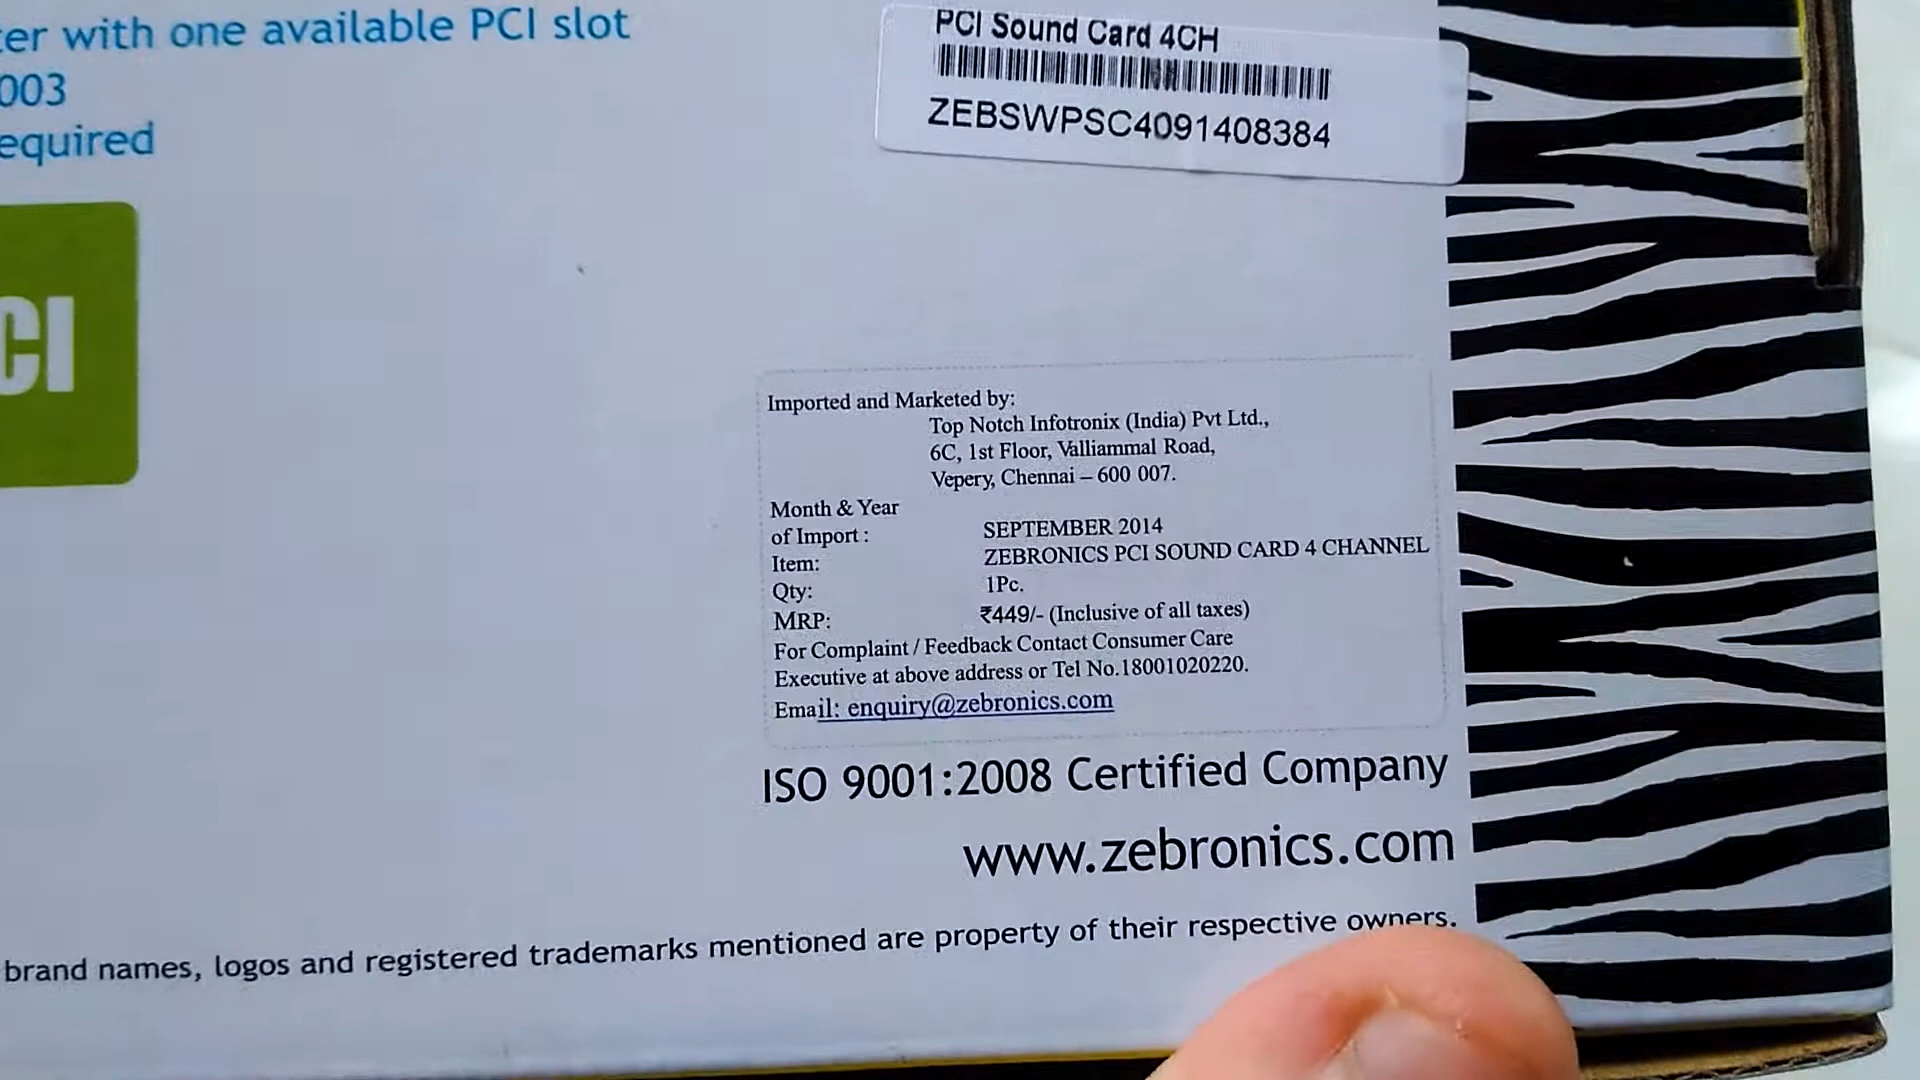 er with one available PCI slot
003
equired
CI
PCI Sound Card 4CH
ZEBSWPSC4091408384
Imported and Marketed by:
Top Notch Infotronix (India) Pvt Ltd.,
6C, 1st Floor, Valliammal Road,
Vepery, Chennai – 600 007.
Month & Year
of Import : SEPTEMBER 2014
Item: ZEBRONICS PCI SOUND CARD 4 CHANNEL
Qty: 1Pc.
MRP: ₹449/- (Inclusive of all taxes)
For Complaint / Feedback Contact Consumer Care
Executive at above address or Tel No.18001020220.
Email: enquiry@zebronics.com
ISO 9001:2008 Certified Company
www.zebronics.com
brand names, logos and registered trademarks mentioned are property of their respective owners.